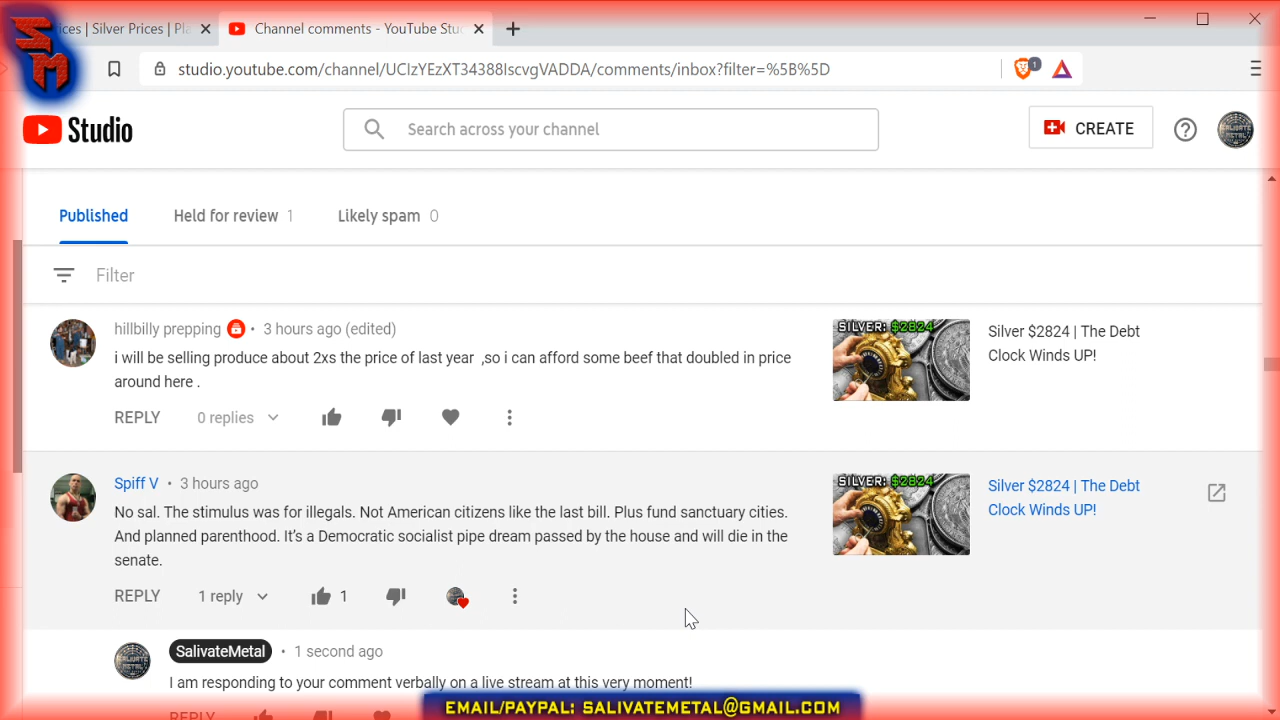 SM
ices | Silver Prices | Pla
Channel comments - YouTube Stu
studio.youtube.com/channel/UCIzYEzXT34388IscvgVADDA/comments/inbox?filter=%5B%5D
1
Studio
Search across your channel
CREATE
Published
Held for review 1
Likely spam 0
Filter
hillbilly prepping • 3 hours ago (edited)
i will be selling produce about 2xs the price of last year ,so i can afford some beef that doubled in price
around here .
REPLY
0 replies
SILVER: $2824
Silver $2824 | The Debt
Clock Winds UP!
Spiff V • 3 hours ago
No sal. The stimulus was for illegals. Not American citizens like the last bill. Plus fund sanctuary cities.
And planned parenthood. It's a Democratic socialist pipe dream passed by the house and will die in the
senate.
REPLY
1 reply
1
SILVER: $2824
Silver $2824 | The Debt
Clock Winds UP!
SalivateMetal • 1 second ago
I am responding to your comment verbally on a live stream at this very moment!
REPLY
EMAIL/PAYPAL: SALIVATEMETAL@GMAIL.COM